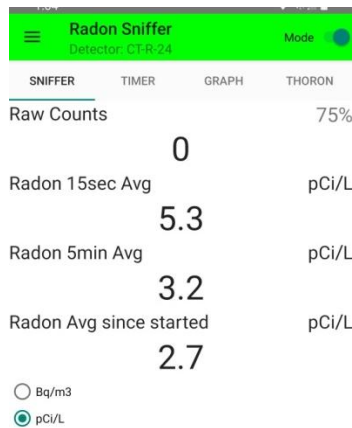 Radon Sniffer
Detector: CT-R-24
Mode
SNIFFER TIMER GRAPH THORON
Raw Counts 75%
0
Radon 15sec Avg pCi/L
5.3
Radon 5min Avg pCi/L
3.2
Radon Avg since started pCi/L
2.7
Bq/m3
pCi/L